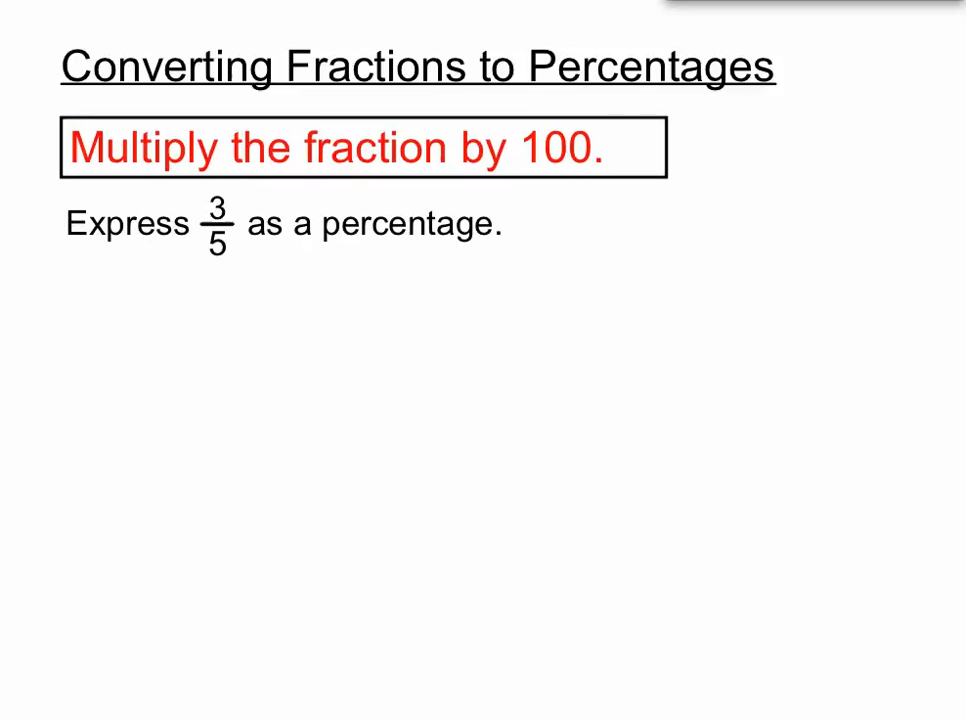 Converting Fractions to Percentages
Multiply the fraction by 100.
Express 3/5 as a percentage.